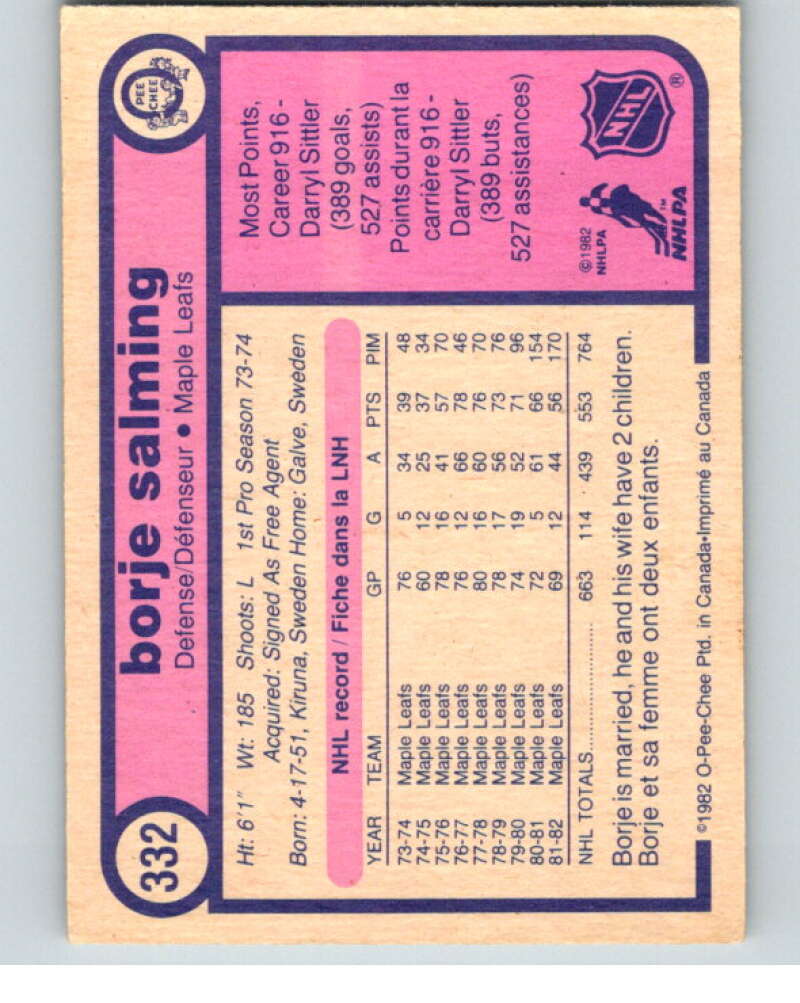 332
borje salming
Defense/Défenseur • Maple Leafs
O
PEE
CHEE
Ht: 6'1" Wt: 185 Shoots: L 1st Pro Season 73-74
Acquired: Signed As Free Agent
Born: 4-17-51, Kiruna, Sweden Home: Galve, Sweden
NHL record / Fiche dans la LNH
YEAR TEAM GP G A PTS PIM
73-74 Maple Leafs 76 5 34 39 48
74-75 Maple Leafs 60 12 25 37 34
75-76 Maple Leafs 78 16 41 57 70
76-77 Maple Leafs 76 12 66 78 46
77-78 Maple Leafs 80 16 60 76 70
78-79 Maple Leafs 78 17 56 73 76
79-80 Maple Leafs 74 19 52 71 96
80-81 Maple Leafs 72 5 61 66 154
81-82 Maple Leafs 69 12 44 56 170
NHL TOTALS.................... 663 114 439 553 764
Borje is married, he and his wife have 2 children.
Borje et sa femme ont deux enfants.
Most Points,
Career 916 -
Darryl Sittler
(389 goals,
527 assists)
Points durant la
carrière 916 -
Darryl Sittler
(389 buts,
527 assistances)
©1982
NHLPA
NHLPA
TM
NHL
®
©1982 O-Pee-Chee Ptd. in Canada•Imprimé au Canada